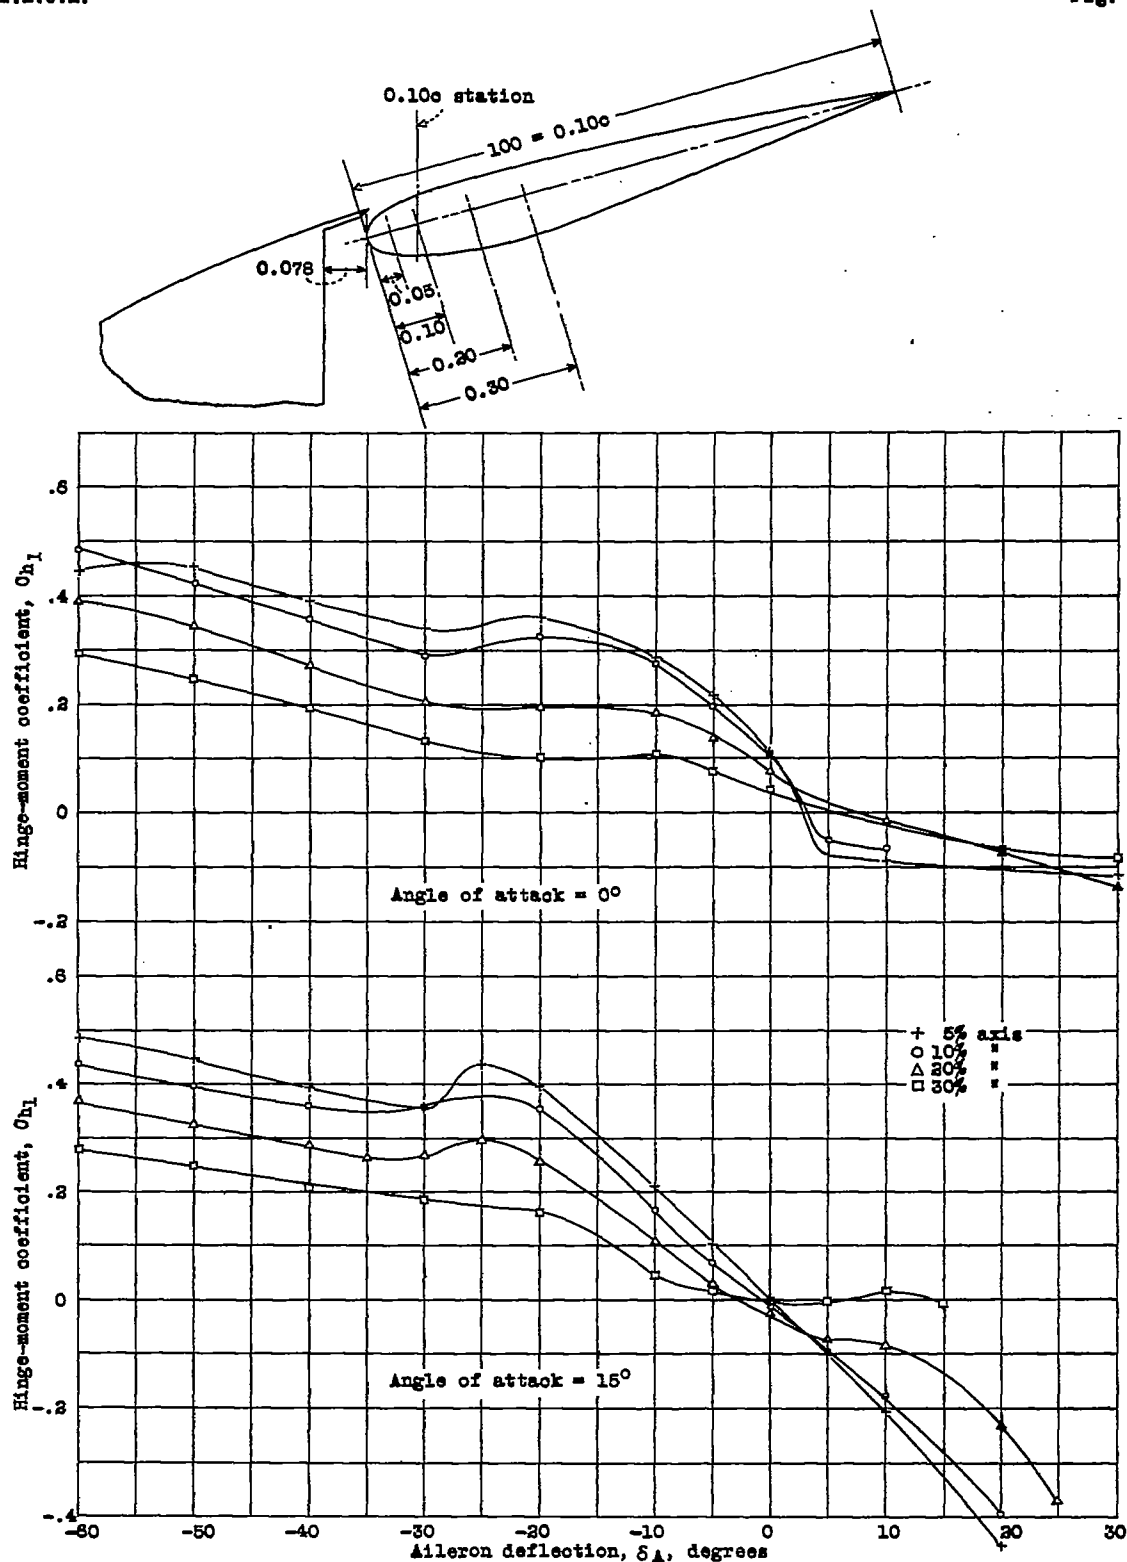 Fig.
0.10c station
100 = 0.10c
0.078
0.05
0.10
0.20
0.30
Hinge-moment coefficient, Ch1
.6
.4
.2
0
-.2
Angle of attack = 0°
Hinge-moment coefficient, Ch1
.6
.4
.2
0
-.2
-.4
+ 5% axis
○ 10% "
△ 20% "
□ 30% "
Angle of attack = 15°
-60 -50 -40 -30 -20 -10 0 10 20 30
Aileron deflection, δA, degrees